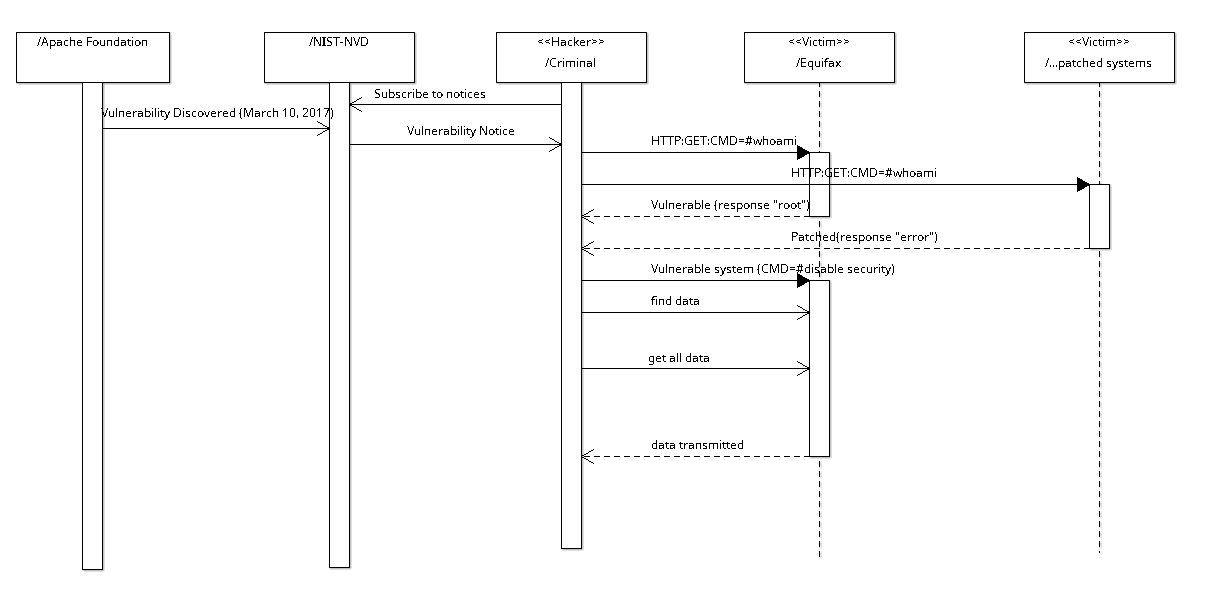 /Apache Foundation
/NIST-NVD
<<Hacker>>
/Criminal
<<Victim>>
/Equifax
<<Victim>>
/...patched systems
Subscribe to notices
Vulnerability Discovered (March 10, 2017)
Vulnerability Notice
HTTP:GET:CMD=#whoami
HTTP:GET:CMD=#whoami
Vulnerable (response "root")
Patched(response "error")
Vulnerable system (CMD=#disable security)
find data
get all data
data transmitted